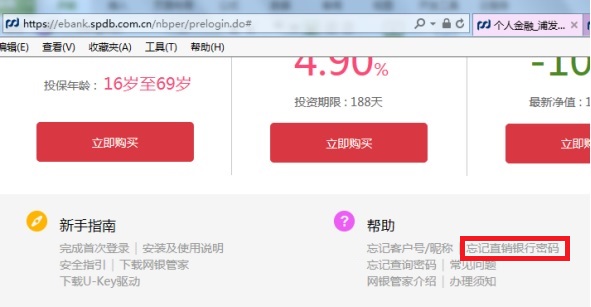 https://ebank.spdb.com.cn/nbper/prelogin.do#
个人金融_浦发...
编辑(E) 查看(V) 收藏夹(A) 工具(T) 帮助(H)
4.90%
-10
投保年龄：16岁至69岁
投资期限：188天
最新净值：1
立即购买
立即购买
立即购
新手指南
完成首次登录 | 安装及使用说明
安全指引 | 下载网银管家
下载U-Key驱动
帮助
忘记客户号/昵称 | 忘记直销银行密码
忘记查询密码 | 常见问题
网银管家介绍 | 办理须知